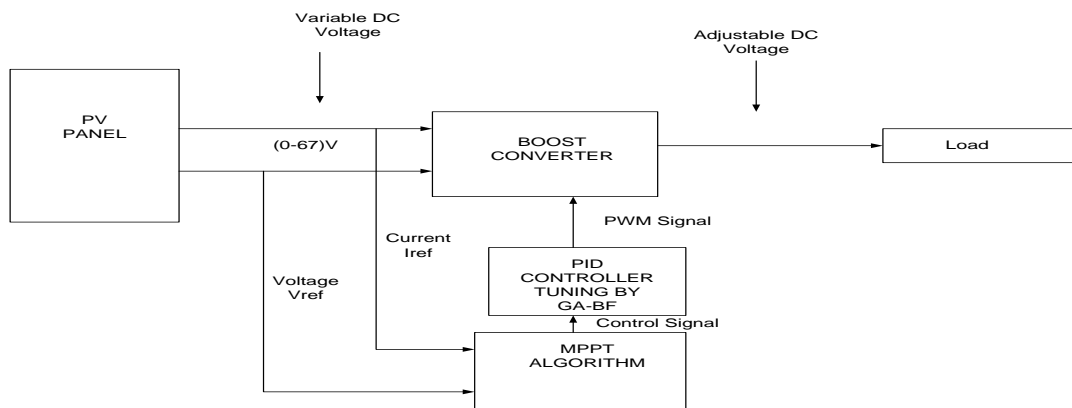 Variable DC
Voltage
Adjustable DC
Voltage
PV
PANEL
(0-67)V
BOOST
CONVERTER
Load
PWM Signal
Current
Iref
Voltage
Vref
PID
CONTROLLER
TUNING BY
GA-BF
Control Signal
MPPT
ALGORITHM